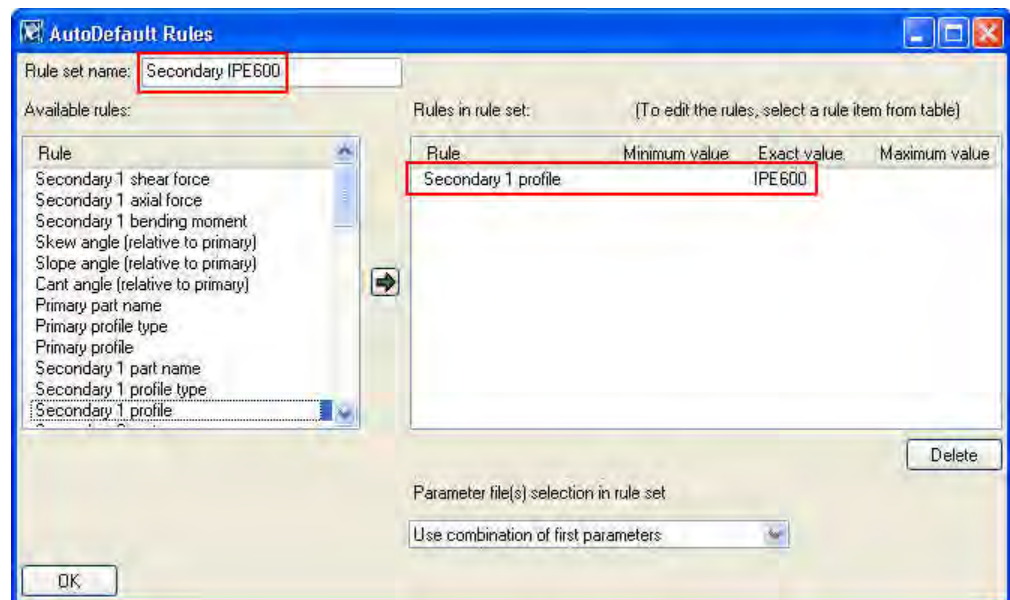 AutoDefault Rules
Rule set name: Secondary IPE600
Available rules:
Rule
Secondary 1 shear force
Secondary 1 axial force
Secondary 1 bending moment
Skew angle (relative to primary)
Slope angle (relative to primary)
Cant angle (relative to primary)
Primary part name
Primary profile type
Primary profile
Secondary 1 part name
Secondary 1 profile type
Secondary 1 profile
Rules in rule set: (To edit the rules, select a rule item from table)
Rule Minimum value Exact value Maximum value
Secondary 1 profile IPE600
Delete
Parameter file(s) selection in rule set
Use combination of first parameters
OK